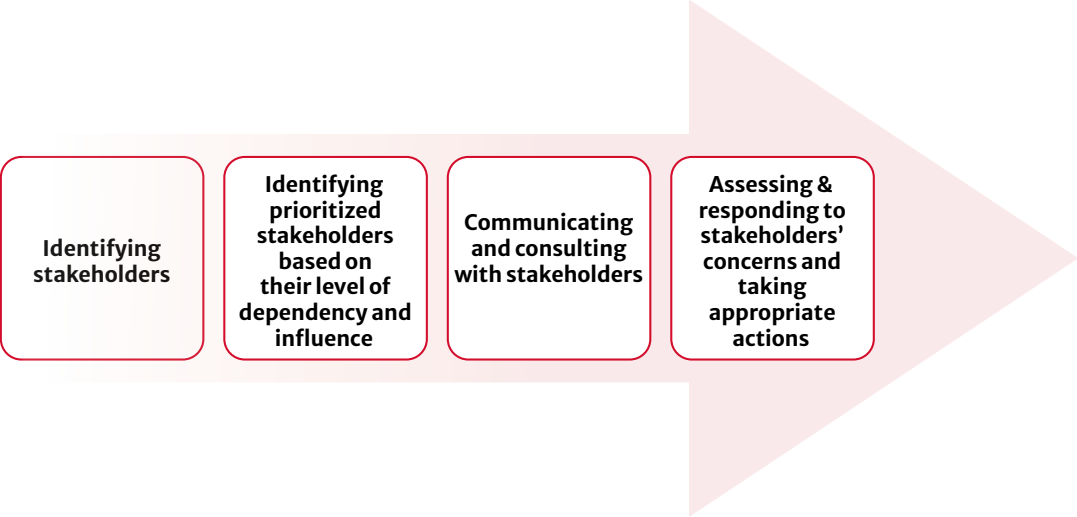 Identifying
stakeholders
Identifying
prioritized
stakeholders
based on
their level of
dependency and
influence
Communicating
and consulting
with stakeholders
Assessing &
responding to
stakeholders’
concerns and
taking
appropriate
actions